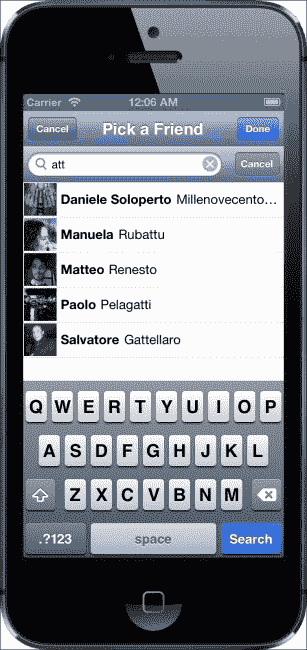 Carrier 12:06 AM
Cancel Pick a Friend Done
att Cancel
Daniele Soloperto Millenovecento…
Manuela Rubattu
Matteo Renesto
Paolo Pelagatti
Salvatore Gattellaro
Q W E R T Y U I O P
A S D F G H J K L
Z X C V B N M
.?123 space Search